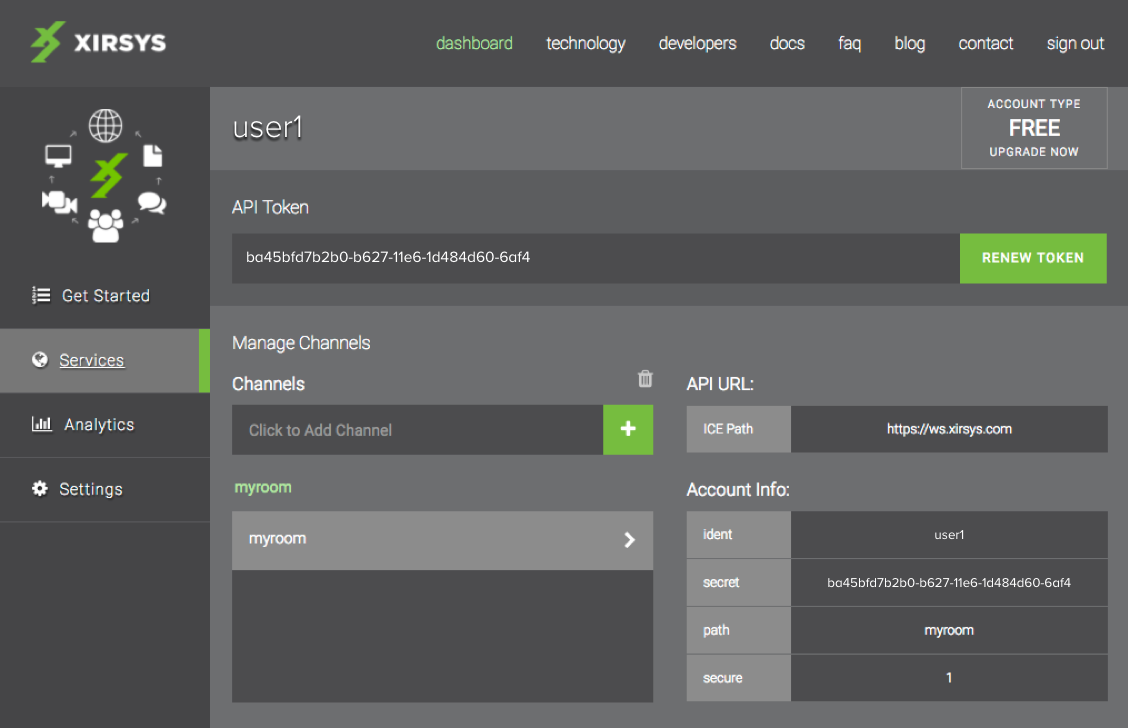 XIRSYS
dashboard technology developers docs faq blog contact sign out
user1
ACCOUNT TYPE
FREE
UPGRADE NOW
API Token
ba45bfd7b2b0-b627-11e6-1d484d60-6af4
RENEW TOKEN
Get Started
Services
Analytics
Settings
Manage Channels
Channels
Click to Add Channel
+
myroom
myroom
API URL:
ICE Path https://ws.xirsys.com
Account Info:
ident user1
secret ba45bfd7b2b0-b627-11e6-1d484d60-6af4
path myroom
secure 1